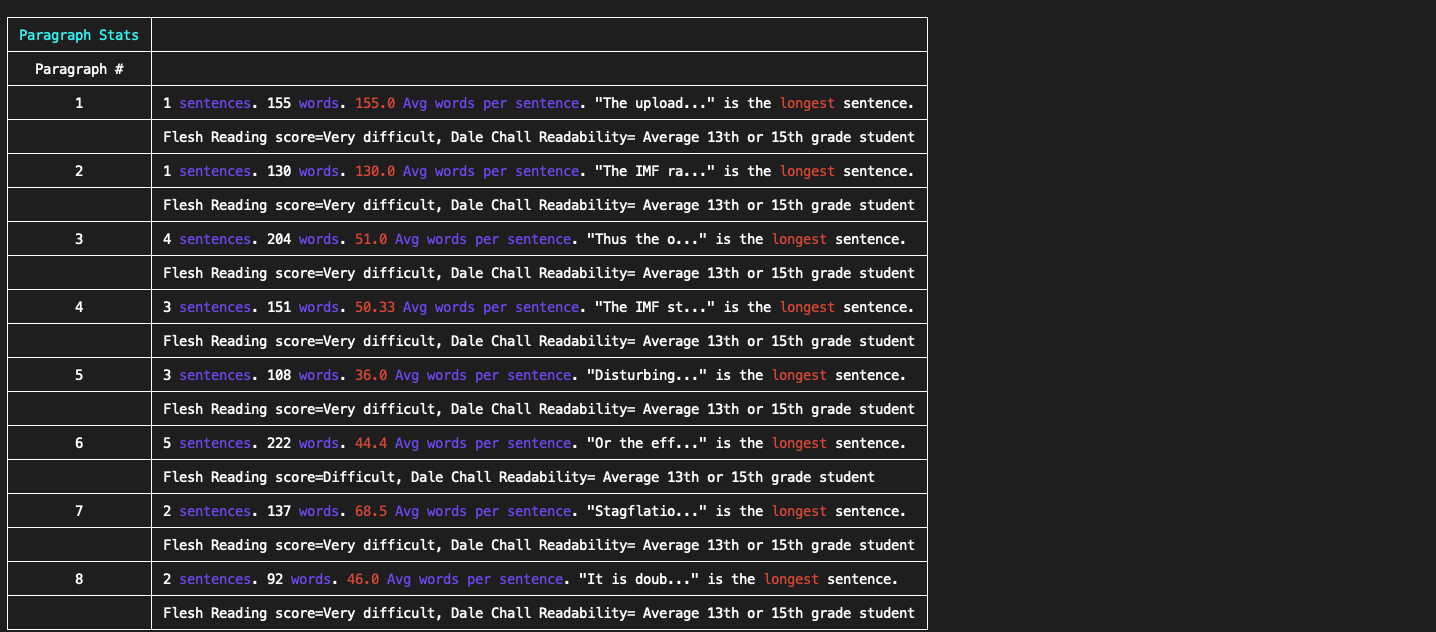 Paragraph Stats
Paragraph #
1 1 sentences. 155 words. 155.0 Avg words per sentence. "The upload..." is the longest sentence.
Flesh Reading score=Very difficult, Dale Chall Readability= Average 13th or 15th grade student
2 1 sentences. 130 words. 130.0 Avg words per sentence. "The IMF ra..." is the longest sentence.
Flesh Reading score=Very difficult, Dale Chall Readability= Average 13th or 15th grade student
3 4 sentences. 204 words. 51.0 Avg words per sentence. "Thus the o..." is the longest sentence.
Flesh Reading score=Very difficult, Dale Chall Readability= Average 13th or 15th grade student
4 3 sentences. 151 words. 50.33 Avg words per sentence. "The IMF st..." is the longest sentence.
Flesh Reading score=Very difficult, Dale Chall Readability= Average 13th or 15th grade student
5 3 sentences. 108 words. 36.0 Avg words per sentence. "Disturbing..." is the longest sentence.
Flesh Reading score=Very difficult, Dale Chall Readability= Average 13th or 15th grade student
6 5 sentences. 222 words. 44.4 Avg words per sentence. "Or the eff..." is the longest sentence.
Flesh Reading score=Difficult, Dale Chall Readability= Average 13th or 15th grade student
7 2 sentences. 137 words. 68.5 Avg words per sentence. "Stagflatio..." is the longest sentence.
Flesh Reading score=Very difficult, Dale Chall Readability= Average 13th or 15th grade student
8 2 sentences. 92 words. 46.0 Avg words per sentence. "It is doub..." is the longest sentence.
Flesh Reading score=Very difficult, Dale Chall Readability= Average 13th or 15th grade student